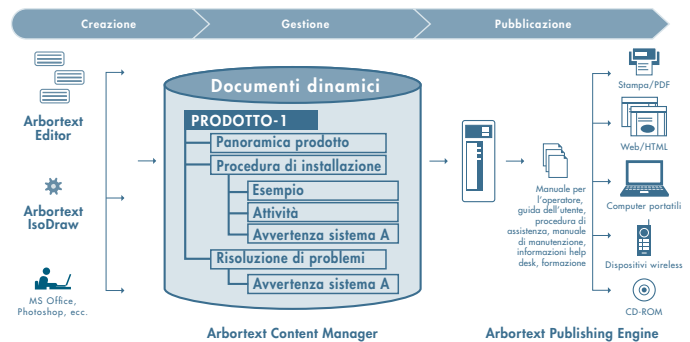 Creazione
Gestione
Pubblicazione
Arbortext
Editor
Arbortext
IsoDraw
MS Office,
Photoshop, ecc.
Documenti dinamici
PRODOTTO-1
Panoramica prodotto
Procedura di installazione
Esempio
Attività
Avvertenza sistema A
Risoluzione di problemi
Avvertenza sistema A
Arbortext Content Manager
Manuale per
l'operatore,
guida dell'utente,
procedura di
assistenza, manuale
di manutenzione,
informazioni help
desk, formazione
Stampa/PDF
Web/HTML
Computer portatili
Dispositivi wireless
CD-ROM
Arbortext Publishing Engine